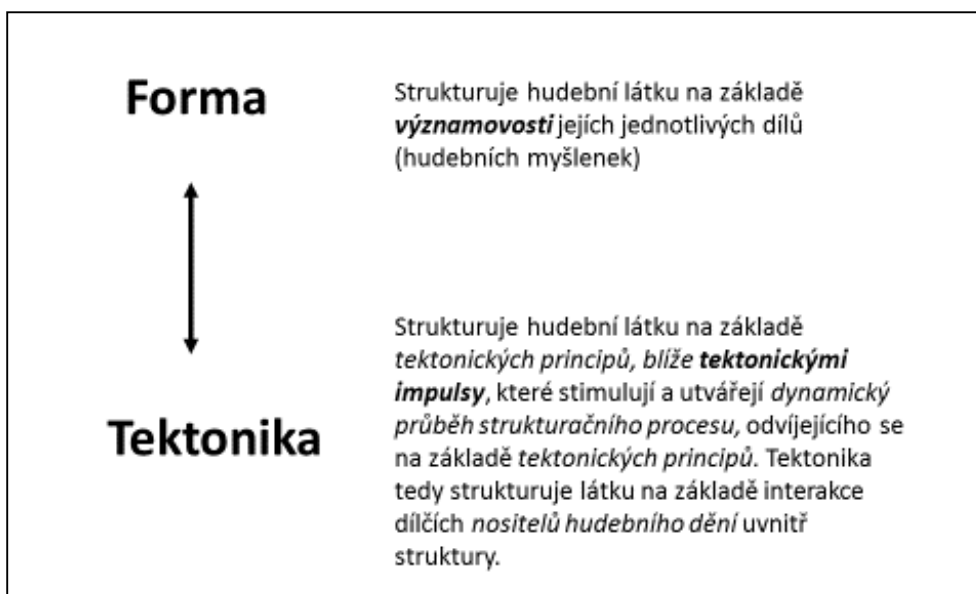 Forma
Strukturuje hudební látku na základě
významovosti jejích jednotlivých dílů
(hudebních myšlenek)
Strukturuje hudební látku na základě
tektonických principů, blíže tektonickými
impulsy, které stimulují a utvářejí dynamický
průběh strukturačního procesu, odvíjejícího se
na základě tektonických principů. Tektonika
tedy strukturuje látku na základě interakce
dílčích nositelů hudebního dění uvnitř
struktury.
Tektonika